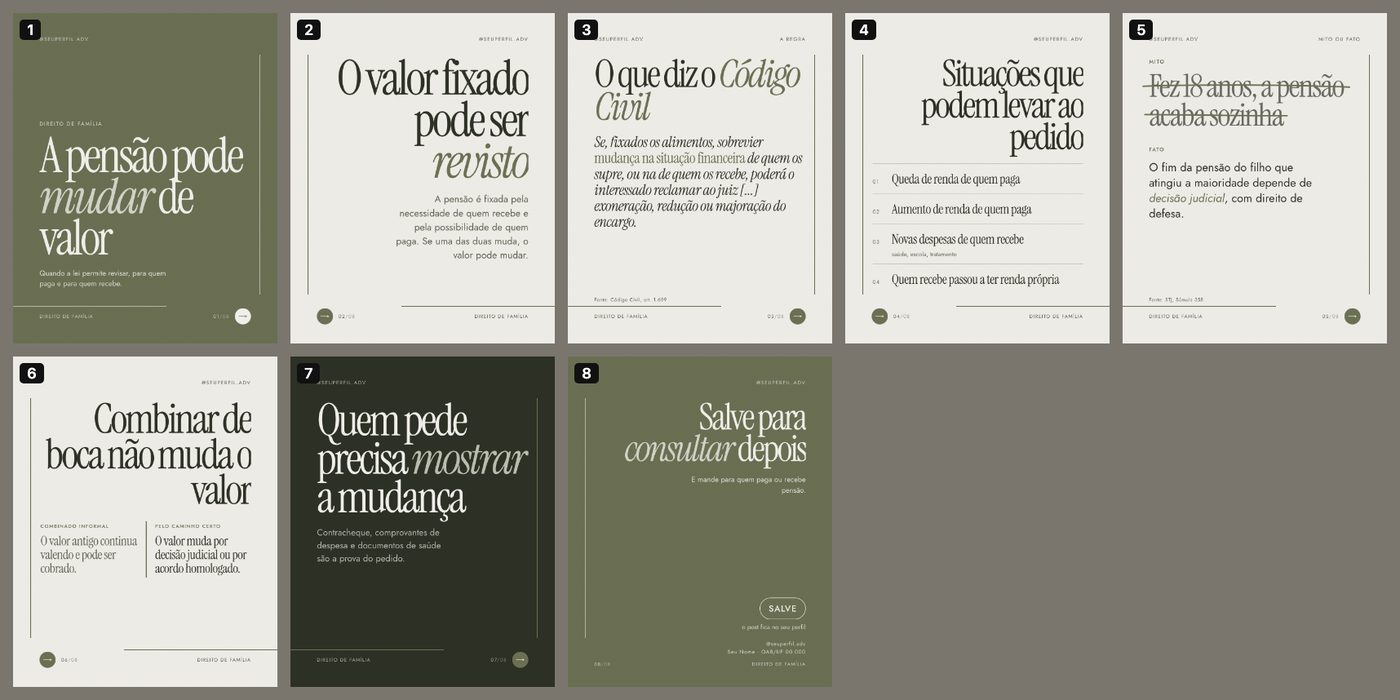 1
@SEUPERFIL.ADV
DIREITO DE FAMÍLIA
A pensão pode
mudar de
valor
Quando a lei permite revisar, para quem
paga e para quem recebe.
DIREITO DE FAMÍLIA
01/08
2
@SEUPERFIL.ADV
O valor fixado
pode ser
revisto
A pensão é fixada pela
necessidade de quem recebe e
pela possibilidade de quem
paga. Se uma das duas muda, o
valor pode mudar.
02/08
DIREITO DE FAMÍLIA
3
@SEUPERFIL.ADV
A REGRA
O que diz o Código
Civil
Se, fixados os alimentos, sobrevier
mudança na situação financeira de quem os
supre, ou na de quem os recebe, poderá o
interessado reclamar ao juiz [...]
exoneração, redução ou majoração do
encargo.
Fonte: Código Civil, art. 1.699
DIREITO DE FAMÍLIA
03/08
4
@SEUPERFIL.ADV
Situações que
podem levar ao
pedido
01
Queda de renda de quem paga
02
Aumento de renda de quem paga
03
Novas despesas de quem recebe
saúde, escola, tratamento
04
Quem recebe passou a ter renda própria
04/08
DIREITO DE FAMÍLIA
5
@SEUPERFIL.ADV
MITO OU FATO
MITO
Fez 18 anos, a pensão
acaba sozinha
FATO
O fim da pensão do filho que
atingiu a maioridade depende de
decisão judicial, com direito de
defesa.
Fonte: STJ, Súmula 358
DIREITO DE FAMÍLIA
05/08
6
@SEUPERFIL.ADV
Combinar de
boca não muda o
valor
COMBINADO INFORMAL
O valor antigo continua
valendo e pode ser
cobrado.
PELO CAMINHO CERTO
O valor muda por
decisão judicial ou por
acordo homologado.
06/08
DIREITO DE FAMÍLIA
7
@SEUPERFIL.ADV
Quem pede
precisa mostrar
a mudança
Contracheque, comprovantes de
despesa e documentos de saúde
são a prova do pedido.
DIREITO DE FAMÍLIA
07/08
8
@SEUPERFIL.ADV
Salve para
consultar depois
E mande para quem paga ou recebe
pensão.
SALVE
o post fica no seu perfil
@seuperfil.adv
Seu Nome · OAB/UF 00.000
08/08
DIREITO DE FAMÍLIA